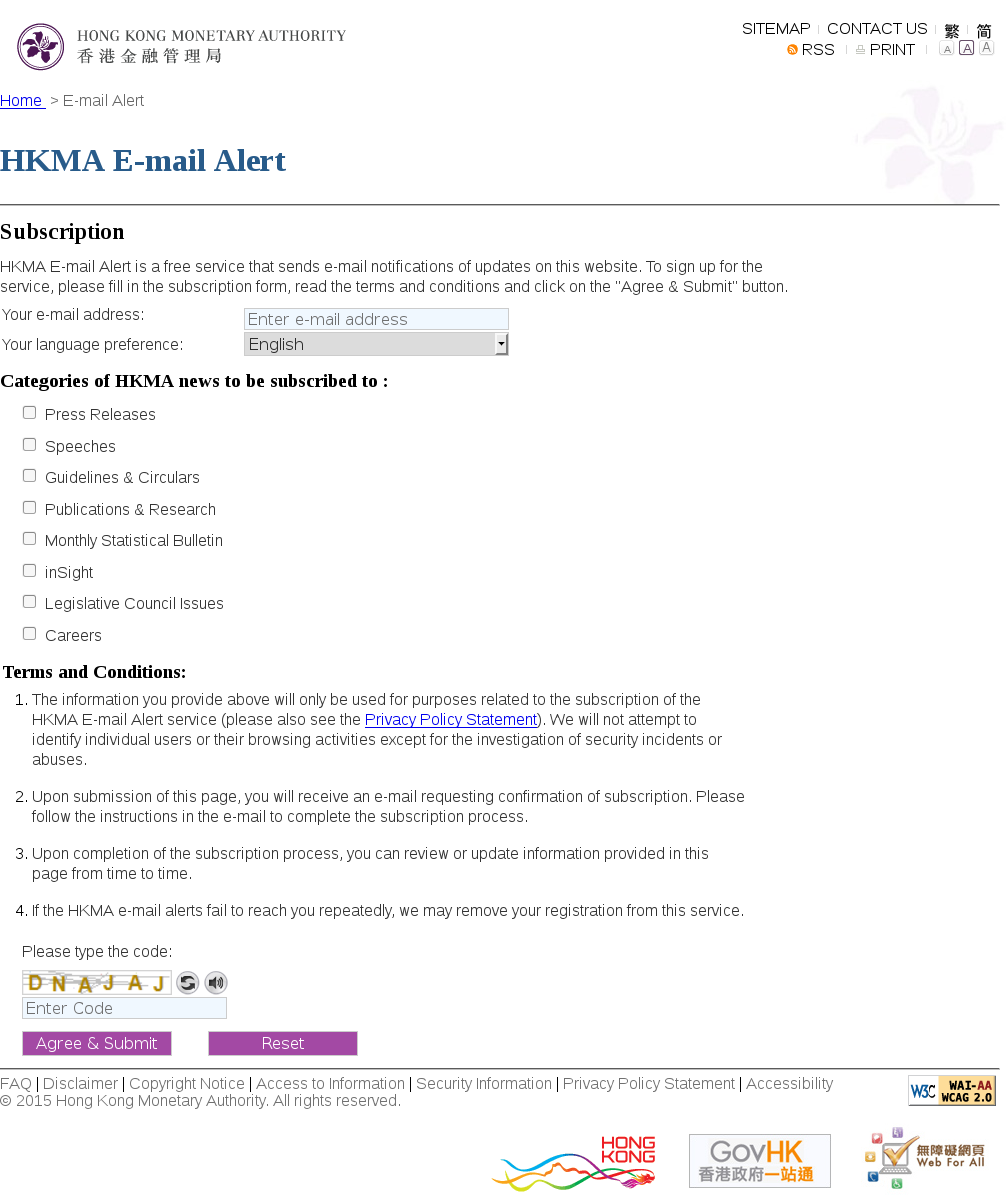 HONG KONG MONETARY AUTHORITY
香港金融管理局
SITEMAP CONTACT US 繁 简
RSS PRINT A A A
Home > E-mail Alert
HKMA E-mail Alert
Subscription
HKMA E-mail Alert is a free service that sends e-mail notifications of updates on this website. To sign up for the
service, please fill in the subscription form, read the terms and conditions and click on the "Agree & Submit" button.
Your e-mail address: Enter e-mail address
Your language preference: English
Categories of HKMA news to be subscribed to :
Press Releases
Speeches
Guidelines & Circulars
Publications & Research
Monthly Statistical Bulletin
inSight
Legislative Council Issues
Careers
Terms and Conditions:
1. The information you provide above will only be used for purposes related to the subscription of the
HKMA E-mail Alert service (please also see the Privacy Policy Statement). We will not attempt to
identify individual users or their browsing activities except for the investigation of security incidents or
abuses.
2. Upon submission of this page, you will receive an e-mail requesting confirmation of subscription. Please
follow the instructions in the e-mail to complete the subscription process.
3. Upon completion of the subscription process, you can review or update information provided in this
page from time to time.
4. If the HKMA e-mail alerts fail to reach you repeatedly, we may remove your registration from this service.
Please type the code:
D N A J A J
Enter Code
Agree & Submit Reset
FAQ | Disclaimer | Copyright Notice | Access to Information | Security Information | Privacy Policy Statement | Accessibility
© 2015 Hong Kong Monetary Authority. All rights reserved.
W3C WAI-AA
WCAG 2.0
HONG
KONG
GovHK
香港政府一站通
無障礙網頁
Web For All